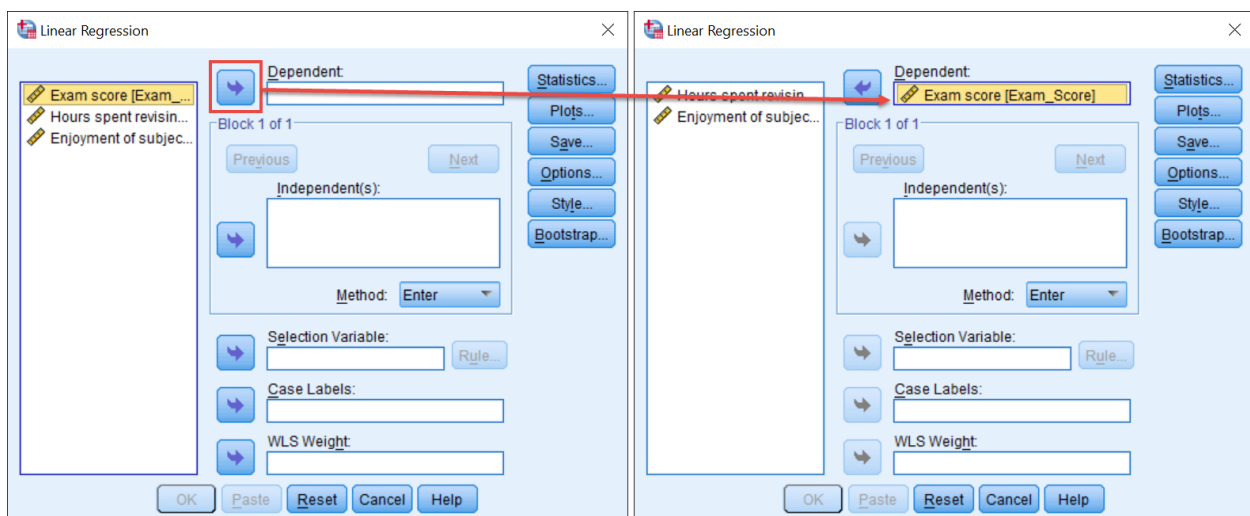 Linear Regression
Exam score [Exam_...
Hours spent revisin...
Enjoyment of subjec...
Dependent:
Block 1 of 1
Previous
Next
Independent(s):
Method: Enter
Selection Variable:
Rule...
Case Labels:
WLS Weight:
Statistics...
Plots...
Save...
Options...
Style...
Bootstrap...
OK Paste Reset Cancel Help
Linear Regression
Hours spent revisin...
Enjoyment of subjec...
Dependent:
Exam score [Exam_Score]
Block 1 of 1
Previous
Next
Independent(s):
Method: Enter
Selection Variable:
Rule...
Case Labels:
WLS Weight:
Statistics...
Plots...
Save...
Options...
Style...
Bootstrap...
OK Paste Reset Cancel Help